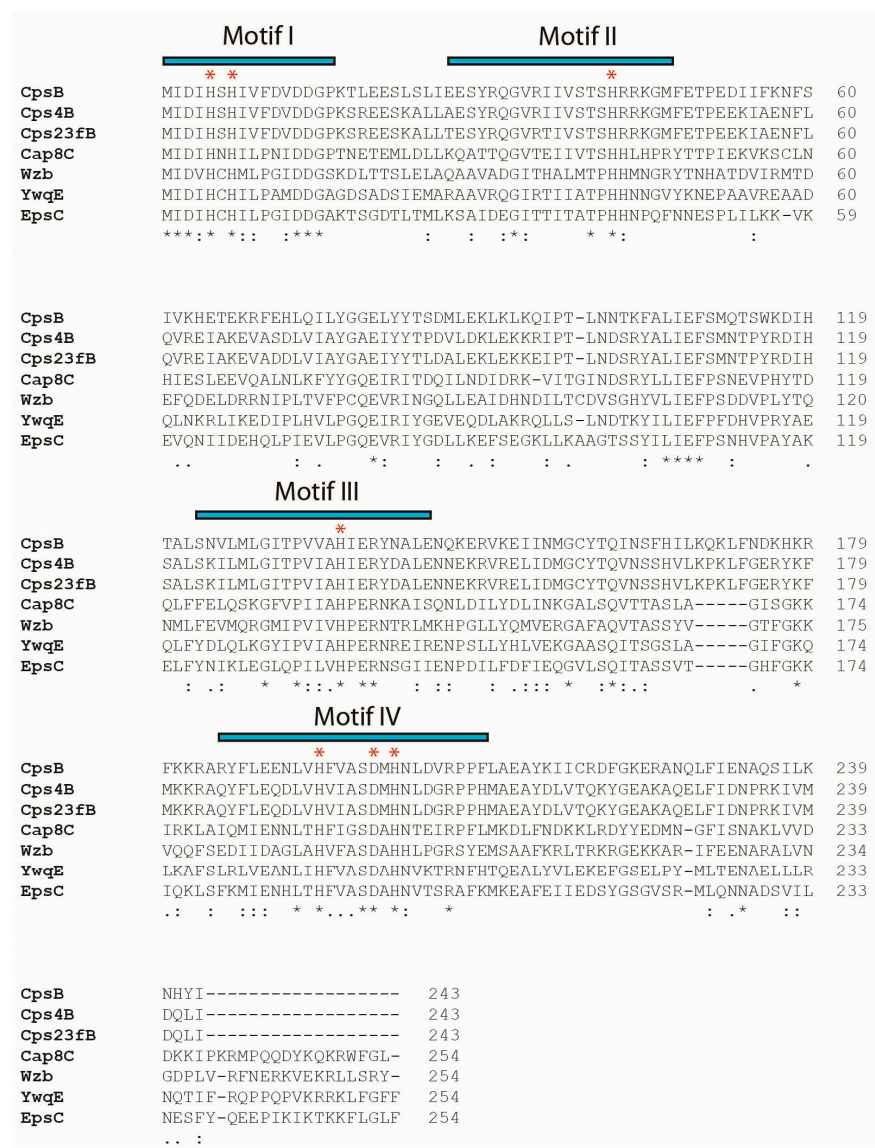 Motif I Motif II
* * *
CpsB MIDIHSHIVFDVDDGPKTLEESLSLIEESYRQGVRIIVSTSHRRKGMFETPEDIIFKNFS 60
Cps4B MIDIHSHIVFDVDDGPKSREESKALLAESYRQGVRIIVSTSHRRKGMFETPEEKIAENFL 60
Cps23fB MIDIHSHIVFDVDDGPKSREESKALLTESYRQGVRTIVSTSHRRKGMFETPEEKIAENFL 60
Cap8C MIDIHNHILPNIDDGPTNETEMLDLLKQATTQGVTEIIVTSHHLHPRYTTPIEKVKSCLN 60
Wzb MIDVHCHMLPGIDDGSKDLTTSLELAQAAVADGITHALMTPHHMNGRYTNHATDVIRMTD 60
YwqE MIDIHCHILPAMDDGAGDSADSIEMARAAVRQGIRTIIATPHHNNGVYKNEPAAVREAAD 60
EpsC MIDIHCHILPGIDDGAKTSGDTLTMLKSAIDEGITTITATPHHNPQFNNESPLILKK-VK 59
***:* *:: :*** : : :*: * *: :
CpsB IVKHETEKRFEHLQILYGGELYYTSDMLEKLKLKQIPT-LNNTKFALIEFSMQTSWKDIH 119
Cps4B QVREIAKEVASDLVIAYGAEIYYTPDVLDKLEKKRIPT-LNDSRYALIEFSMNTPYRDIH 119
Cps23fB QVREIAKEVADDLVIAYGAEIYYTLDALEKLEKKEIPT-LNDSRYALIEFSMNTPYRDIH 119
Cap8C HIESLEEVQALNLKFYYGQEIRITDQILNDIDRK-VITGINDSRYLLIEFPSNEVPHYTD 119
Wzb EFQDELDRRNIPLTVFPCQEVRINGQLLEAIDHNDILTCDVSGHYVLIEFPSDDVPLYTQ 120
YwqE QLNKRLIKEDIPLHVLPGQEIRIYGEVEQDLAKRQLLS-LNDTKYILIEFPFDHVPRYAE 119
EpsC EVQNIIDEHQLPIEVLPGQEVRIYGDLLKEFSEGKLLKAAGTSSYILIEFPSNHVPAYAK 119
.. : . *: : . : : . **** : .
Motif III
*
CpsB TALSNVLMLGITPVVAHIERYNALENQKERVKEIINMGCYTQINSFHILKQKLFNDKHKR 179
Cps4B SALSKILMLGITPVIAHIERYDALENNEKRVRELIDMGCYTQVNSSHVLKPKLFGERYKF 179
Cps23fB SALSKILMLGITPVIAHIERYDALENNEKRVRELIDMGCYTQVNSSHVLKPKLFGERYKF 179
Cap8C QLFFELQSKGFVPIIAHPERNKAISQNLDILYDLINKGALSQVTTASLA-----GISGKK 174
Wzb NMLFEVMQRGMIPVIVHPERNTRLMKHPGLLYQMVERGAFAQVTASSYV-----GTFGKK 175
YwqE QLFYDLQLKGYIPVIAHPERNREIRENPSLLYHLVEKGAASQITSGSLA-----GIFGKQ 174
EpsC ELFYNIKLEGLQPILVHPERNSGIIENPDILFDFIEQGVLSQITASSVT-----GHFGKK 174
: .: * *::.* ** : :: : .::: * :*:.: . *
Motif IV
* * *
CpsB FKKRARYFLEENLVHFVASDMHNLDVRPPFLAEAYKIICRDFGKERANQLFIENAQSILK 239
Cps4B MKKRAQYFLEQDLVHVIASDMHNLDGRPPHMAEAYDLVTQKYGEAKAQELFIDNPRKIVM 239
Cps23fB MKKRAQYFLEQDLVHVIASDMHNLDGRPPHMAEAYDLVTQKYGEAKAQELFIDNPRKIVM 239
Cap8C IRKLAIQMIENNLTHFIGSDAHNTEIRPFLMKDLFNDKKLRDYYEDMN-GFISNAKLVVD 233
Wzb VQQFSEDIIDAGLAHVFASDAHHLPGRSYEMSAAFKRLTRKRGEKKAR-IFEENARALVN 234
YwqE LKAFSLRLVEANLIHFVASDAHNVKTRNFHTQEALYVLEKEFGSELPY-MLTENAELLLR 233
EpsC IQKLSFKMIENHLTHFVASDAHNVTSRAFKMKEAFEIIEDSYGSGVSR-MLQNNADSVIL 233
.: : ::: * *...** *: * : .* ::
CpsB NHYI------------------ 243
Cps4B DQLI------------------ 243
Cps23fB DQLI------------------ 243
Cap8C DKKIPKRMPQQDYKQKRWFGL- 254
Wzb GDPLV-RFNERKVEKRLLSRY- 254
YwqE NQTIF-RQPPQPVKRRKLFGFF 254
EpsC NESFY-QEEPIKIKTKKFLGLF 254
.. :